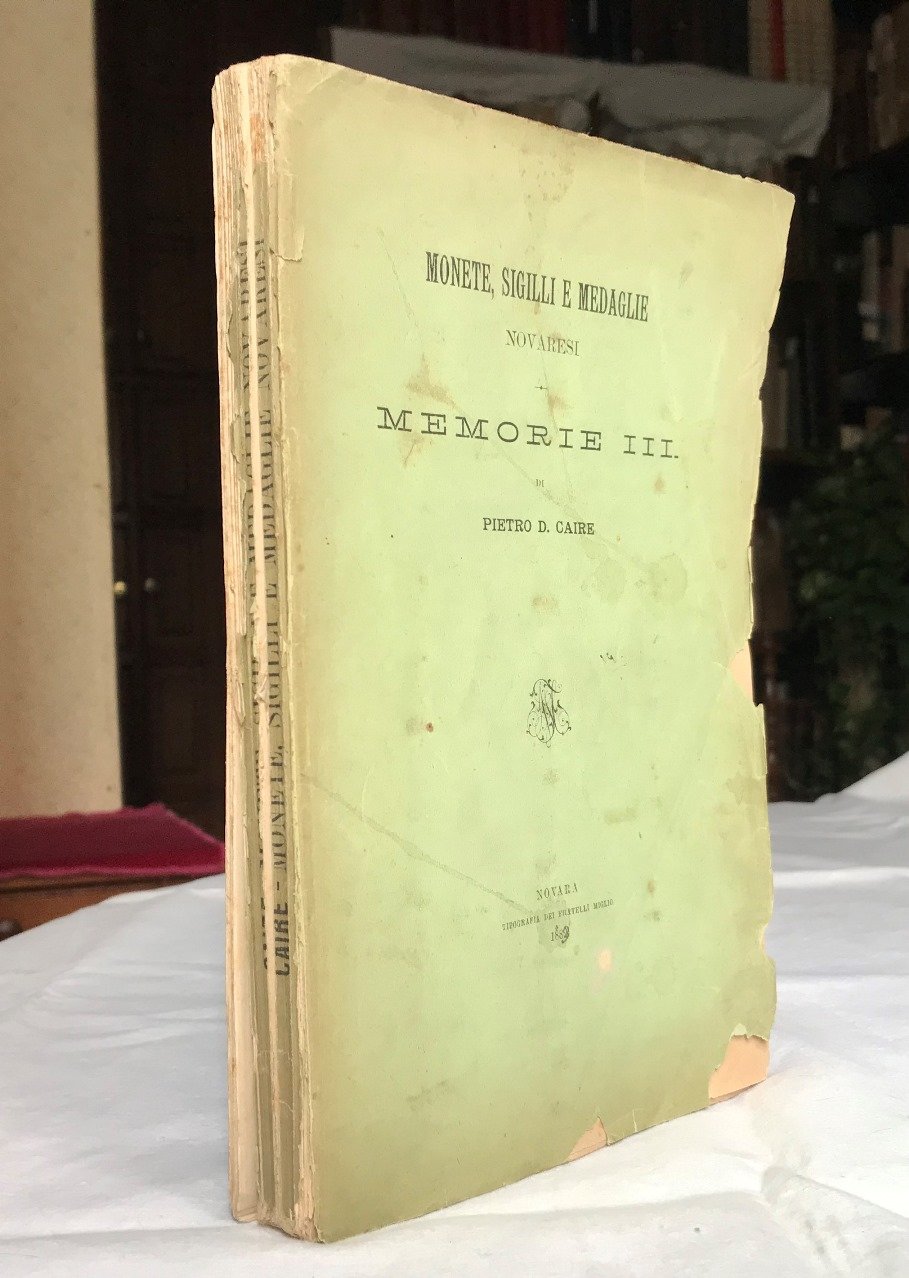 MONETE, SIGILLI E MEDAGLIE
NOVARESI
MEMORIE III.
DI
PIETRO D. CAIRE
NOVARA
TIPOGRAFIA DEI FRATELLI MIGLIO
CAIRE - MONETE, SIGILLI E MEDAGLIE NOVARESI